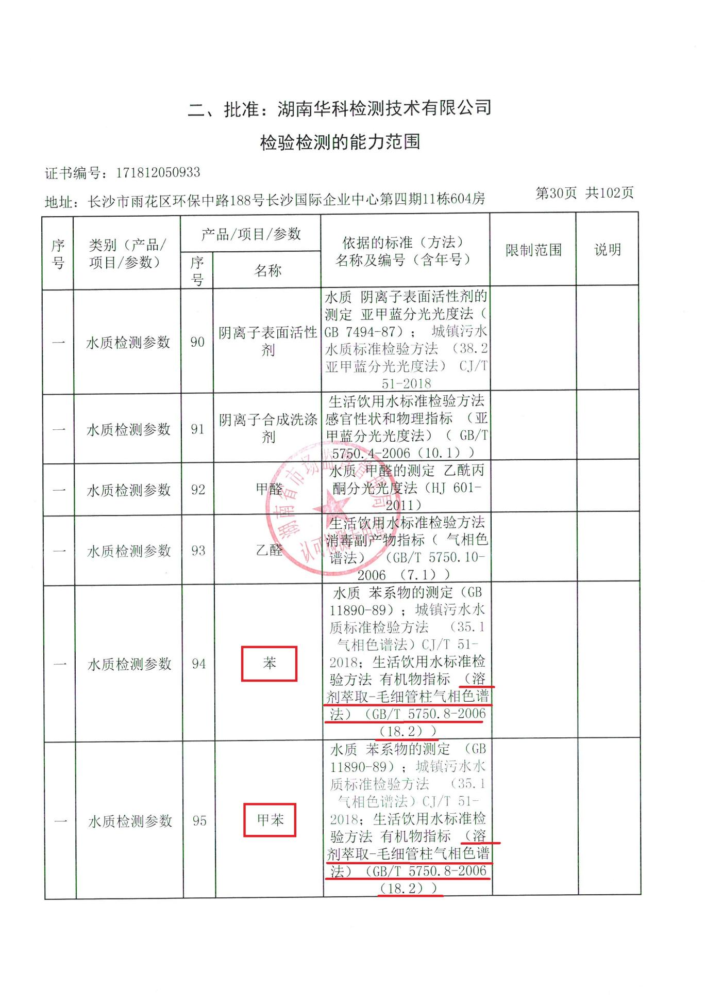 二、批准：湖南华科检测技术有限公司
检验检测的能力范围
证书编号：171812050933
地址：长沙市雨花区环保中路188号长沙国际企业中心第四期11栋604房
第30页 共102页
序号
类别（产品/
项目/参数）
产品/项目/参数
序号
名称
依据的标准（方法）
名称及编号（含年号）
限制范围
说明
一
水质检测参数
90
阴离子表面活性
剂
水质 阴离子表面活性剂的
测定 亚甲蓝分光光度法（
GB 7494-87）； 城镇污水
水质标准检验方法 （38.2
亚甲蓝分光光度法） CJ/T
51-2018
一
水质检测参数
91
阴离子合成洗涤
剂
生活饮用水标准检验方法
感官性状和物理指标 （亚
甲蓝分光光度法）（ GB/T
5750.4-2006（10.1））
一
水质检测参数
92
甲醛
水质 甲醛的测定 乙酰丙
酮分光光度法（HJ 601-
2011）
一
水质检测参数
93
乙醛
生活饮用水标准检验方法
消毒副产物指标（ 气相色
谱法） （GB/T 5750.10-
2006 （7.1））
一
水质检测参数
94
苯
水质 苯系物的测定（GB
11890-89）；城镇污水水
质标准检验方法 （35.1
气相色谱法）CJ/T 51-
2018；生活饮用水标准检
验方法 有机物指标 （溶
剂萃取-毛细管柱气相色谱
法）（GB/T 5750.8-2006
（18.2））
一
水质检测参数
95
甲苯
水质 苯系物的测定 （GB
11890-89）；城镇污水水
质标准检验方法 （35.1
气相色谱法）CJ/T 51-
2018；生活饮用水标准检
验方法 有机物指标 （溶
剂萃取-毛细管柱气相色谱
法）（GB/T 5750.8-2006
（18.2））
湖南省市场监督管理局
认可检测专用章